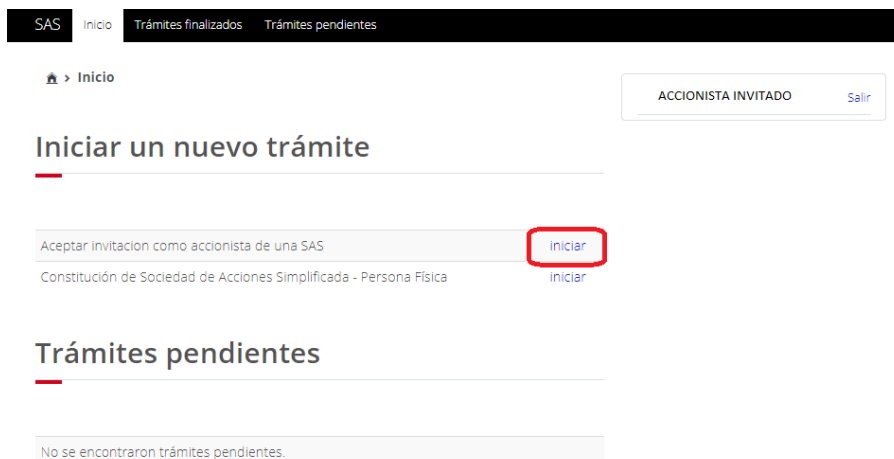 SAS Inicio Trámites finalizados Trámites pendientes
> Inicio
ACCIONISTA INVITADO Salir
Iniciar un nuevo trámite
Aceptar invitacion como accionista de una SAS iniciar
Constitución de Sociedad de Acciones Simplificada - Persona Física iniciar
Trámites pendientes
No se encontraron trámites pendientes.